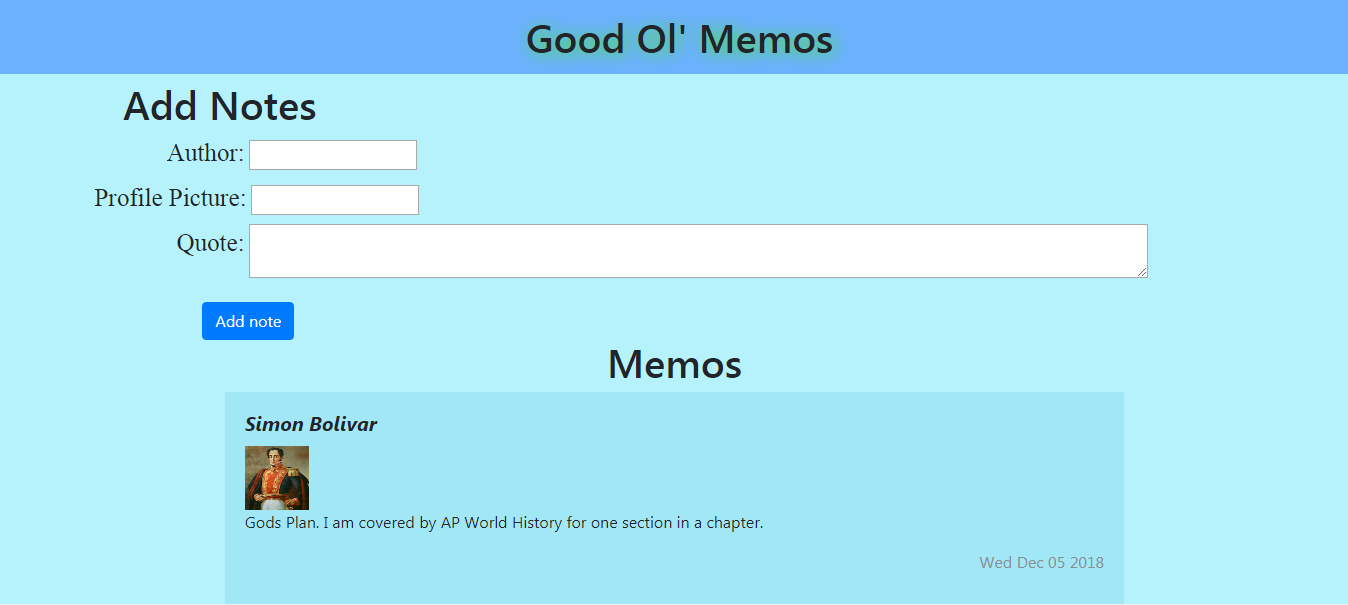 Good Ol' Memos
Add Notes
Author:
Profile Picture:
Quote:
Add note
Memos
Simon Bolivar
Gods Plan. I am covered by AP World History for one section in a chapter.
Wed Dec 05 2018